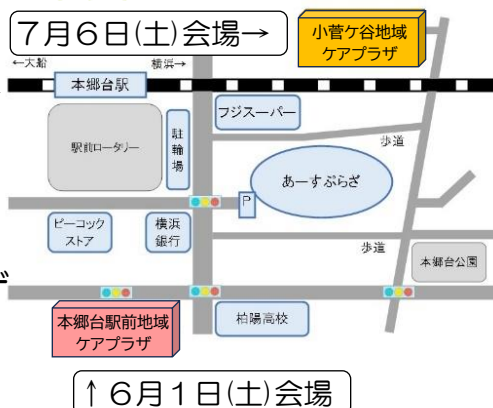 7月6日(土)会場→
小菅ケ谷地域
ケアプラザ
←大船
横浜→
本郷台駅
フジスーパー
駅前ロータリー
駐
輪
場
歩道
あーすぷらざ
P
ピーコック
ストア
横浜
銀行
歩道
本郷台公園
ド
本郷台駅前地域
ケアプラザ
柏陽高校
↑6月1日(土)会場